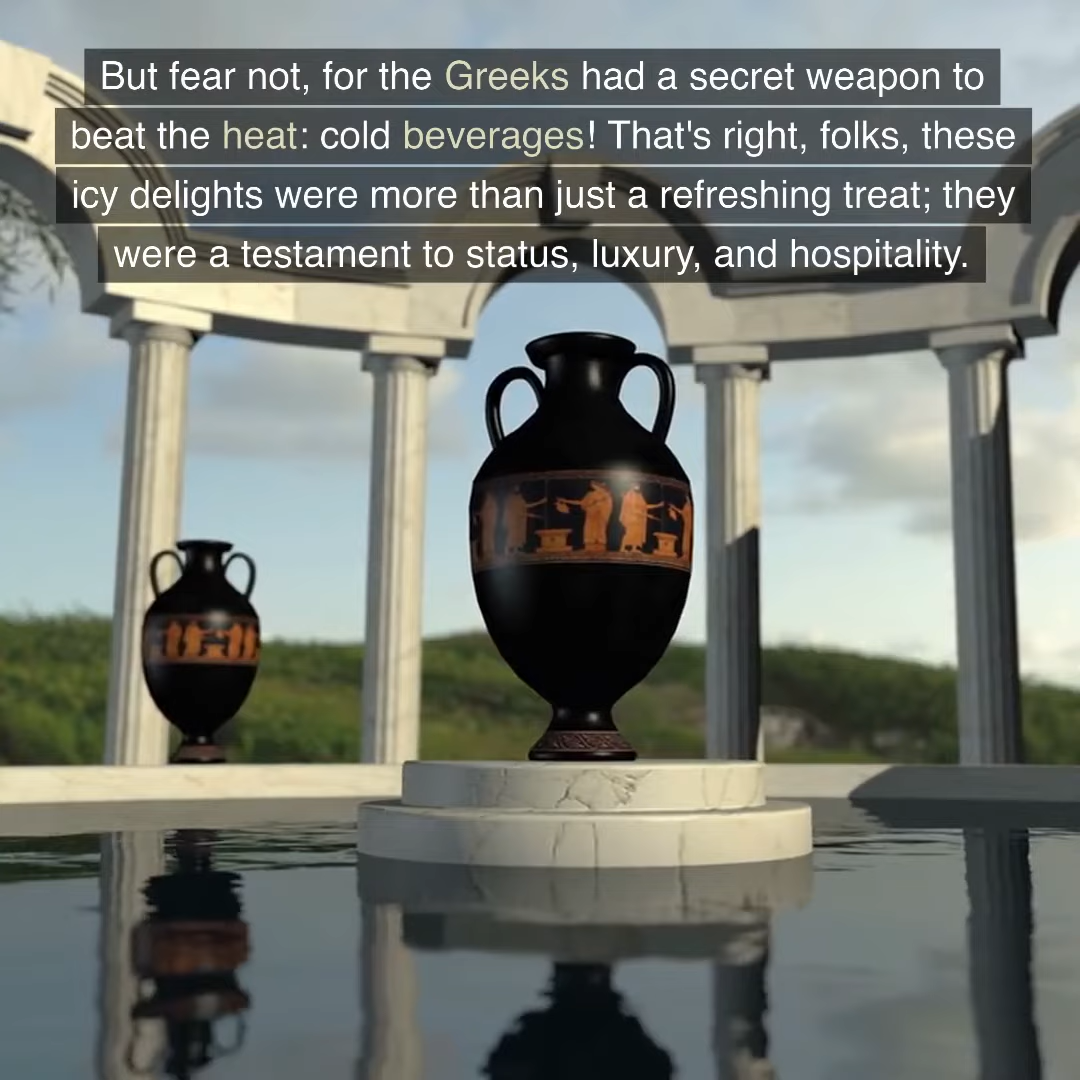 But fear not, for the Greeks had a secret weapon to
beat the heat: cold beverages! That's right, folks, these
icy delights were more than just a refreshing treat; they
were a testament to status, luxury, and hospitality.